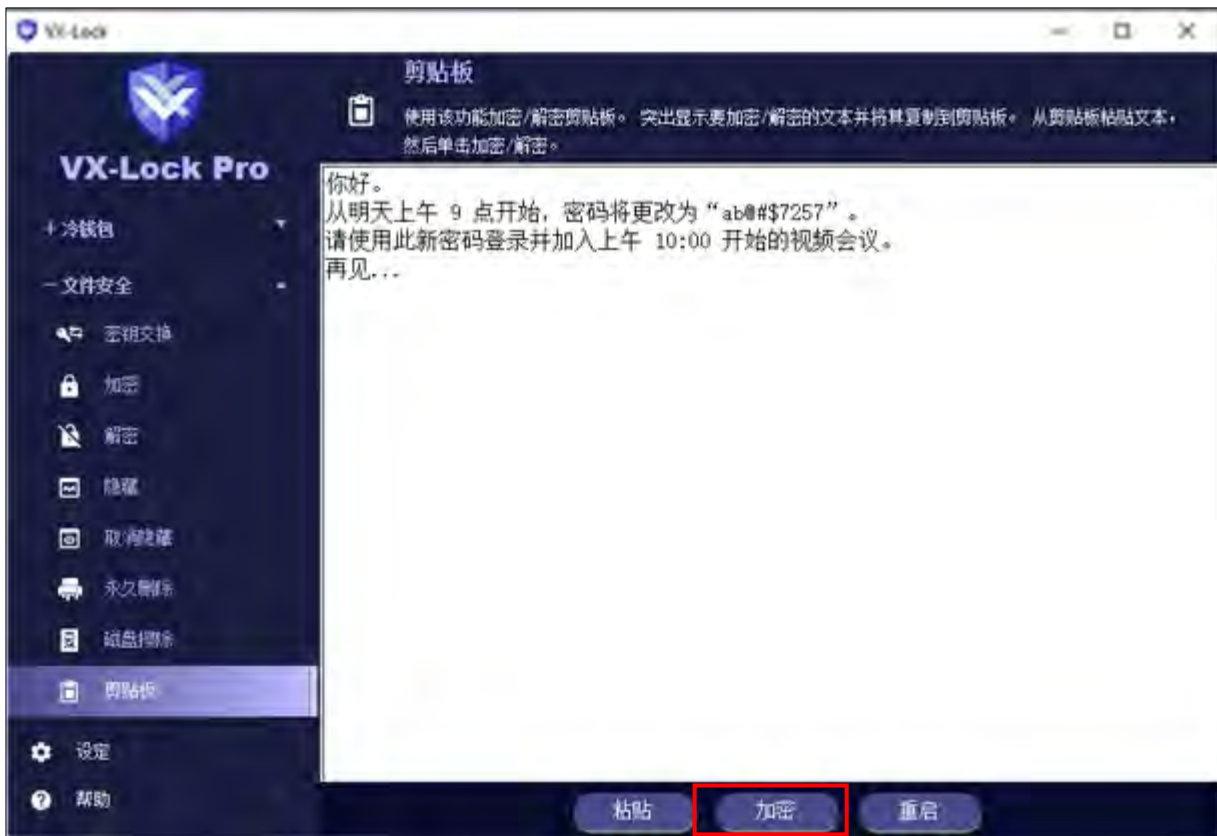 VX-Lock
VX-Lock Pro
+ 冷钱包
- 文件安全
密钥交换
加密
解密
隐藏
取消隐藏
永久删除
磁盘擦除
剪贴板
设定
帮助
剪贴板
使用该功能加密/解密剪贴板。 突出显示要加密/解密的文本并将其复制到剪贴板。 从剪贴板粘贴文本，
然后单击加密/解密。
你好。
从明天上午 9 点开始, 密码将更改为“ab@#$7257”。
请使用此新密码登录并加入上午 10:00 开始的视频会议。
再见...
粘贴
加密
重启